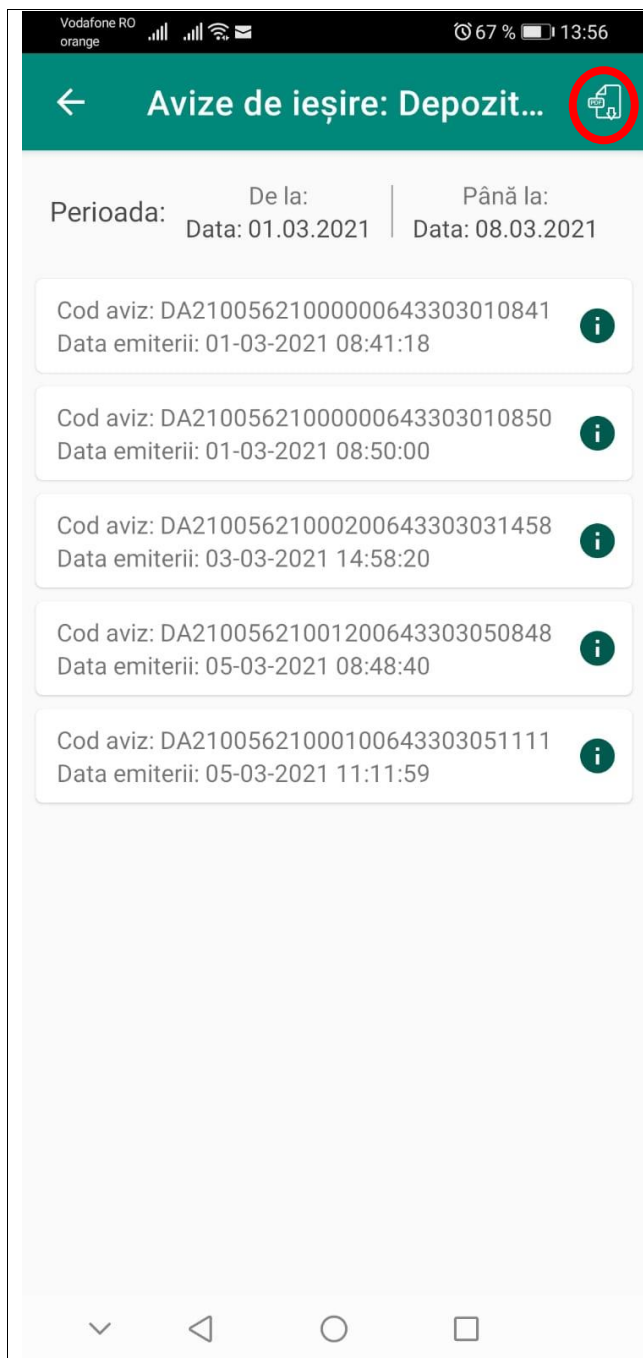 Vodafone RO
orange
67 % 13:56
Avize de ieșire: Depozit...
PDF
Perioada:
De la:
Data: 01.03.2021
Până la:
Data: 08.03.2021
Cod aviz: DA21005621000000643303010841
Data emiterii: 01-03-2021 08:41:18
Cod aviz: DA21005621000000643303010850
Data emiterii: 01-03-2021 08:50:00
Cod aviz: DA21005621000200643303031458
Data emiterii: 03-03-2021 14:58:20
Cod aviz: DA21005621001200643303050848
Data emiterii: 05-03-2021 08:48:40
Cod aviz: DA21005621000100643303051111
Data emiterii: 05-03-2021 11:11:59